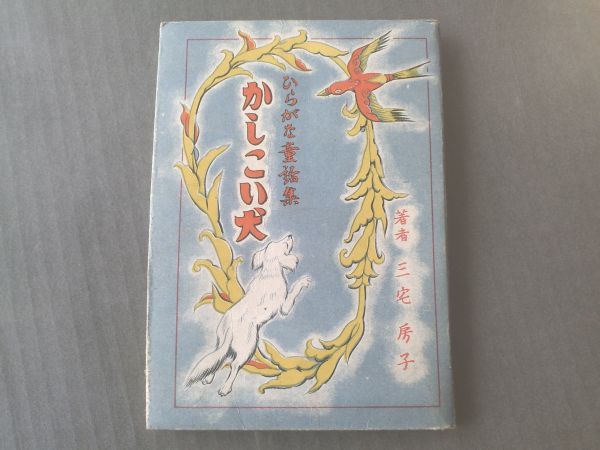 ひらがな童話集
かしこい犬
著者 三宅房子